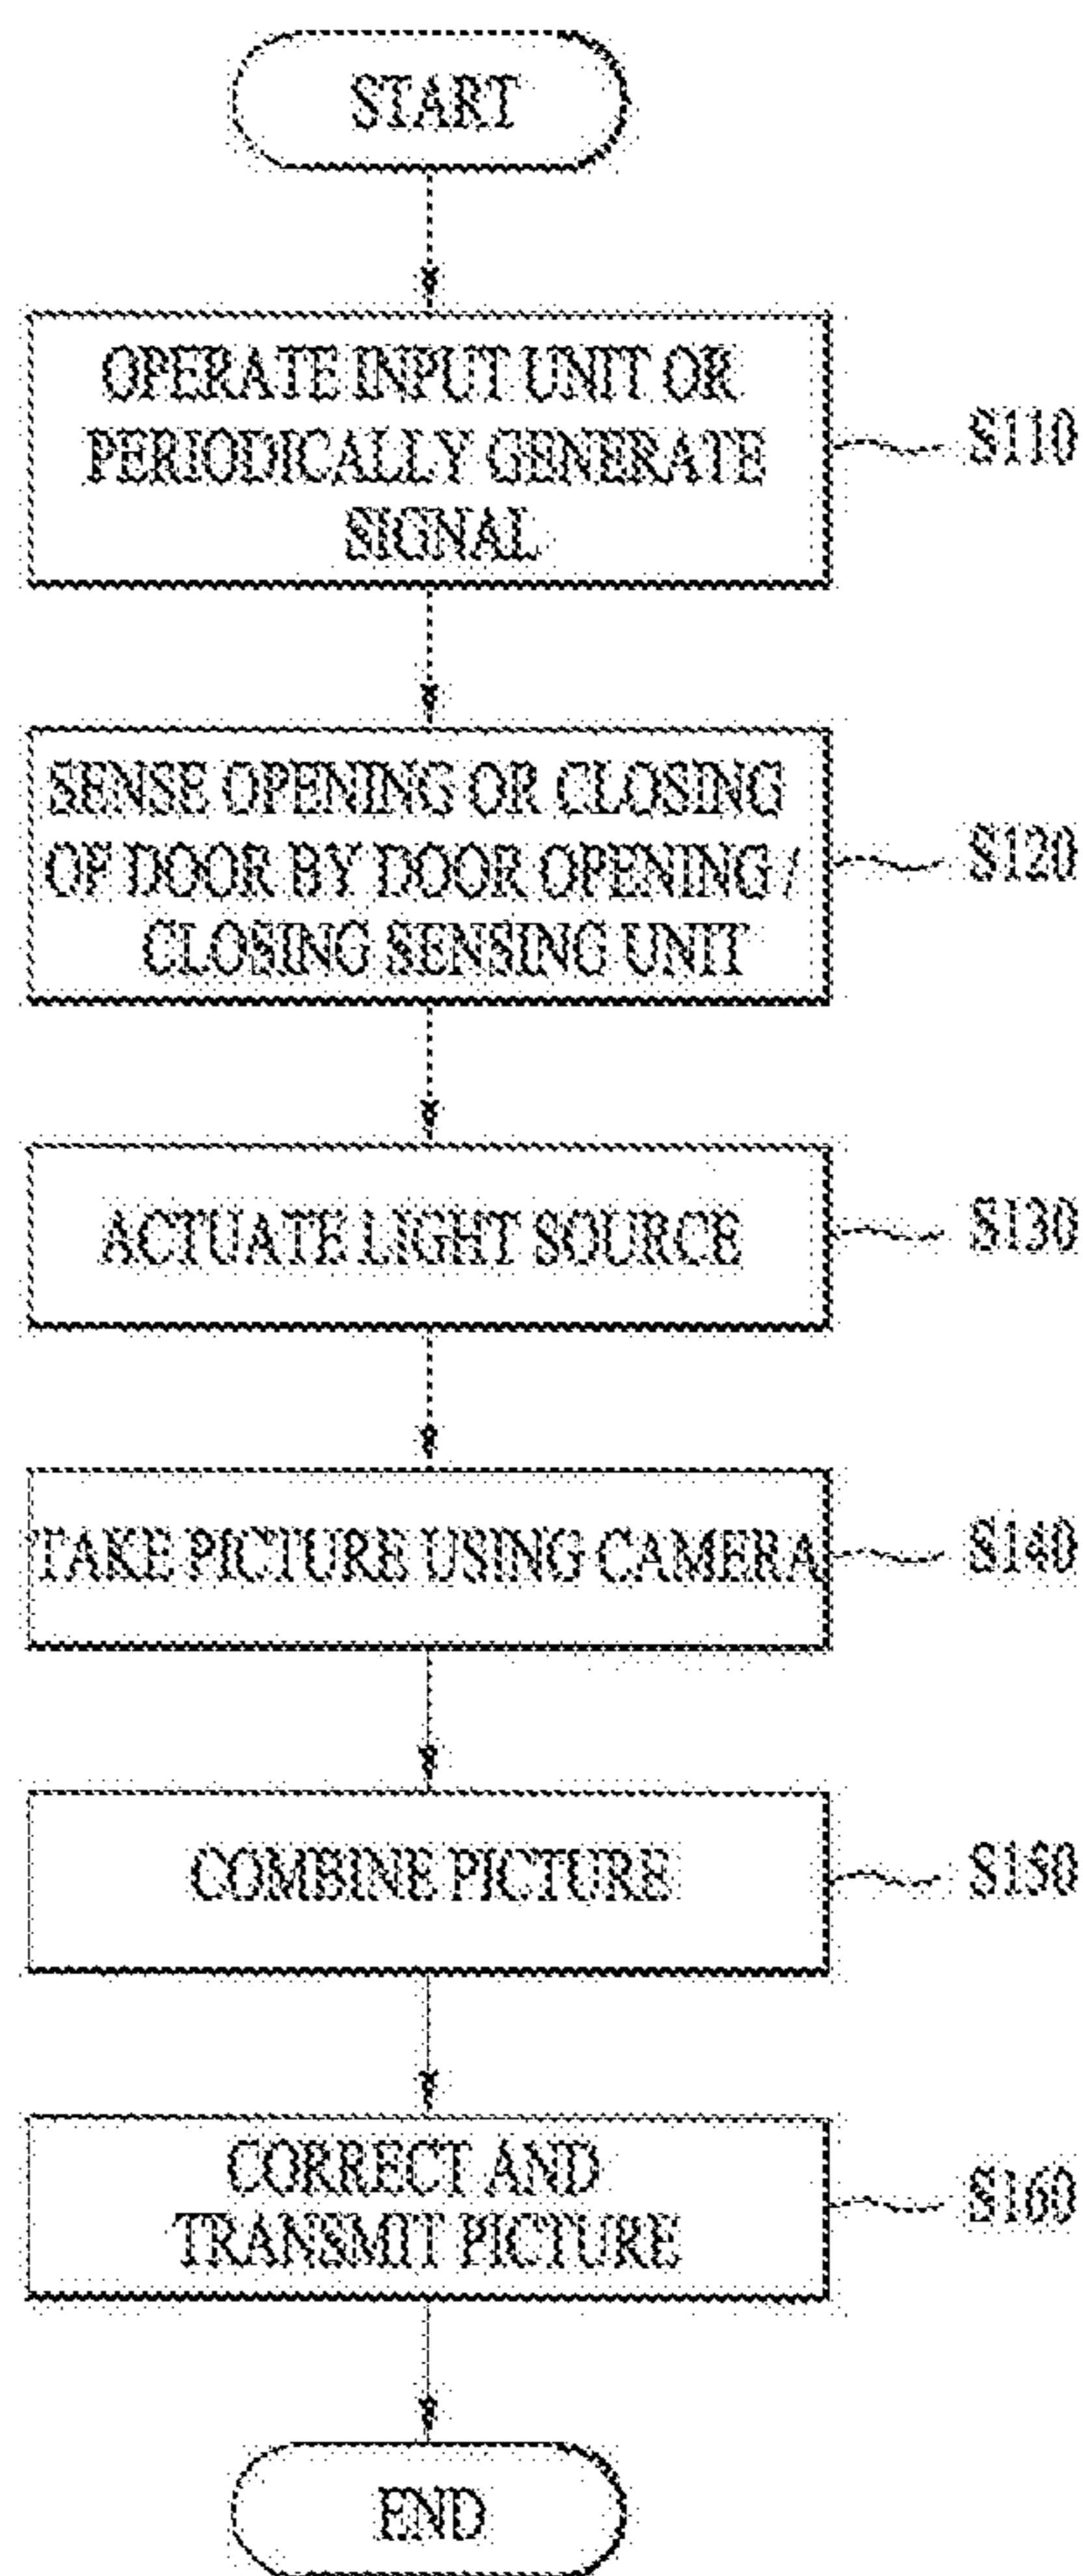 START
OPERATE INPUT UNIT OR
PERIODICALLY GENERATE
SIGNAL
S110
SENSE OPENING OR CLOSING
OF DOOR BY DOOR OPENING /
CLOSING SENSING UNIT
S120
ACTUATE LIGHT SOURCE
S130
TAKE PICTURE USING CAMERA
S140
COMBINE PICTURE
S150
CORRECT AND
TRANSMIT PICTURE
S160
END